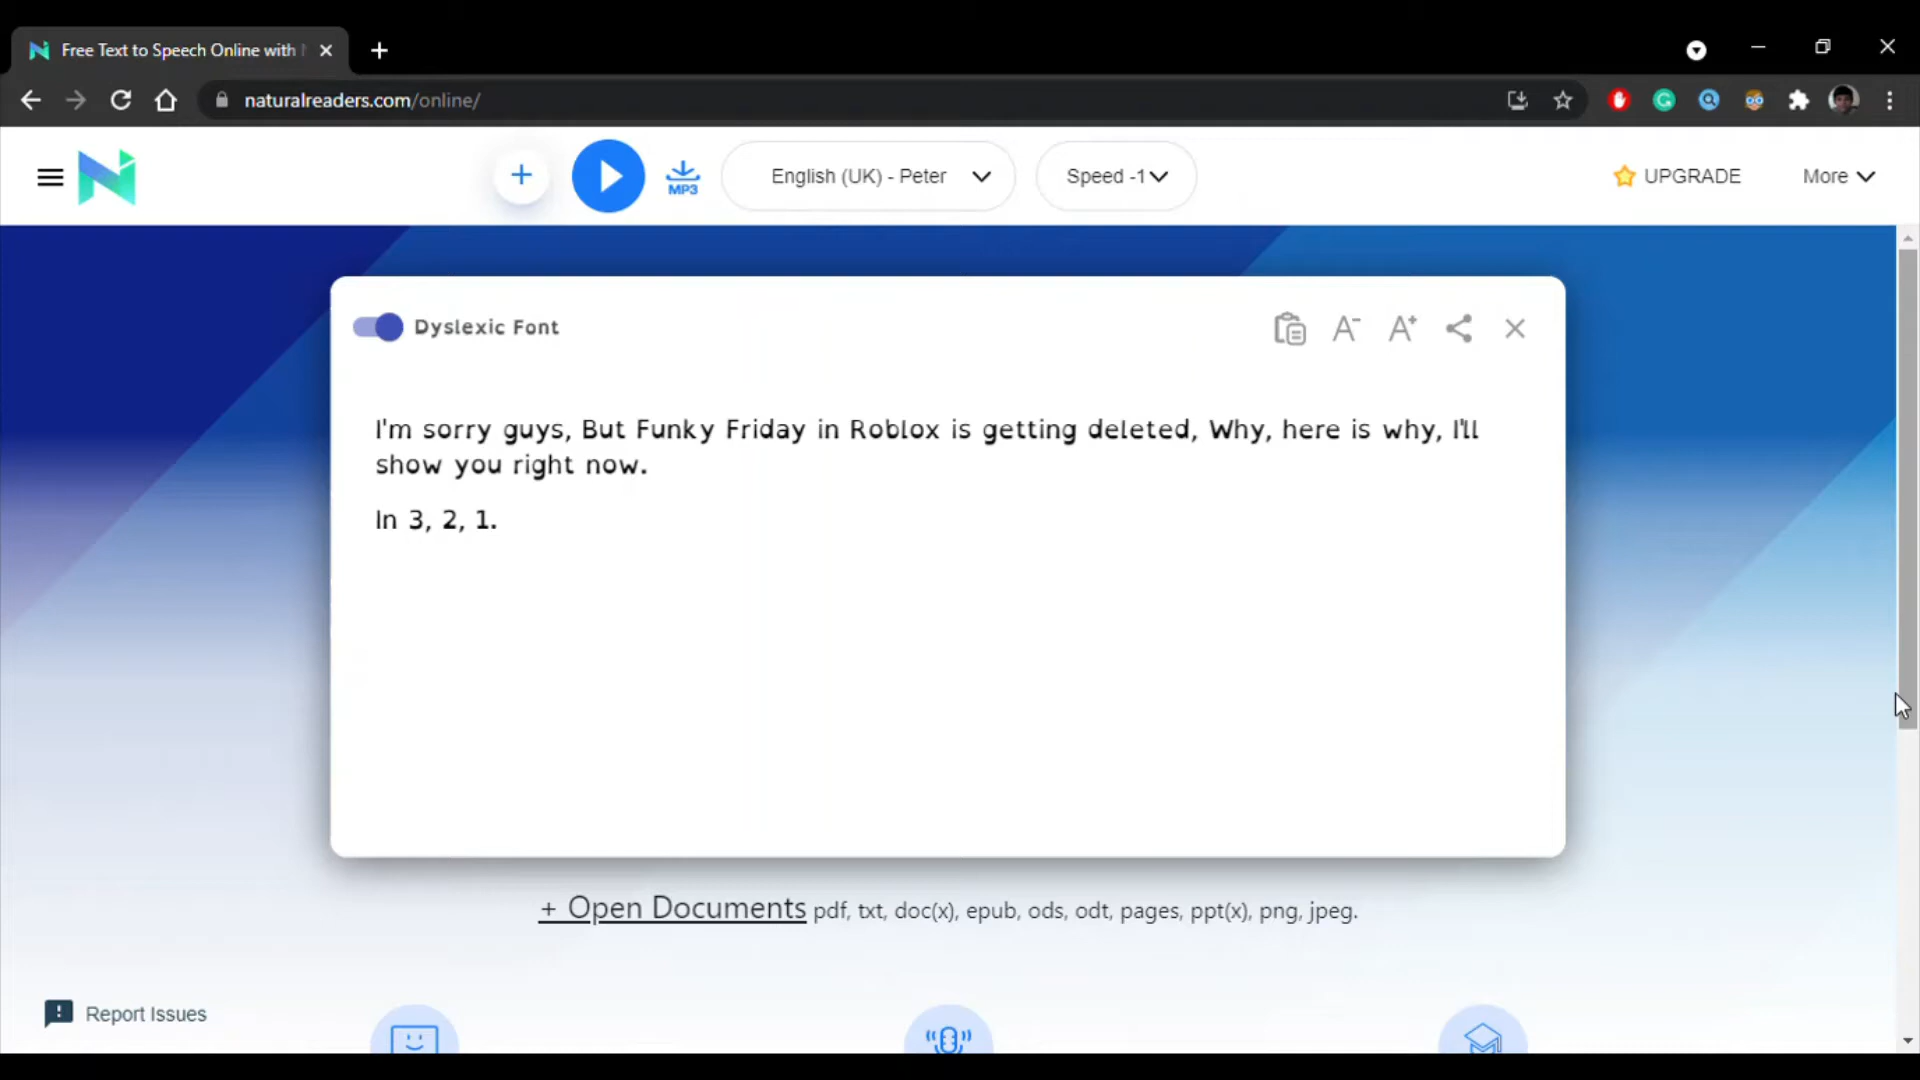 Free Text to Speech Online with
naturalreaders.com/online/
MP3
English (UK) - Peter
Speed -1
UPGRADE
More
Dyslexic Font
A-
A+
I'm sorry guys, But Funky Friday in Roblox is getting deleted, Why, here is why, I'll
show you right now.
In 3, 2, 1.
+ Open Documents pdf, txt, doc(x), epub, ods, odt, pages, ppt(x), png, jpeg.
Report Issues